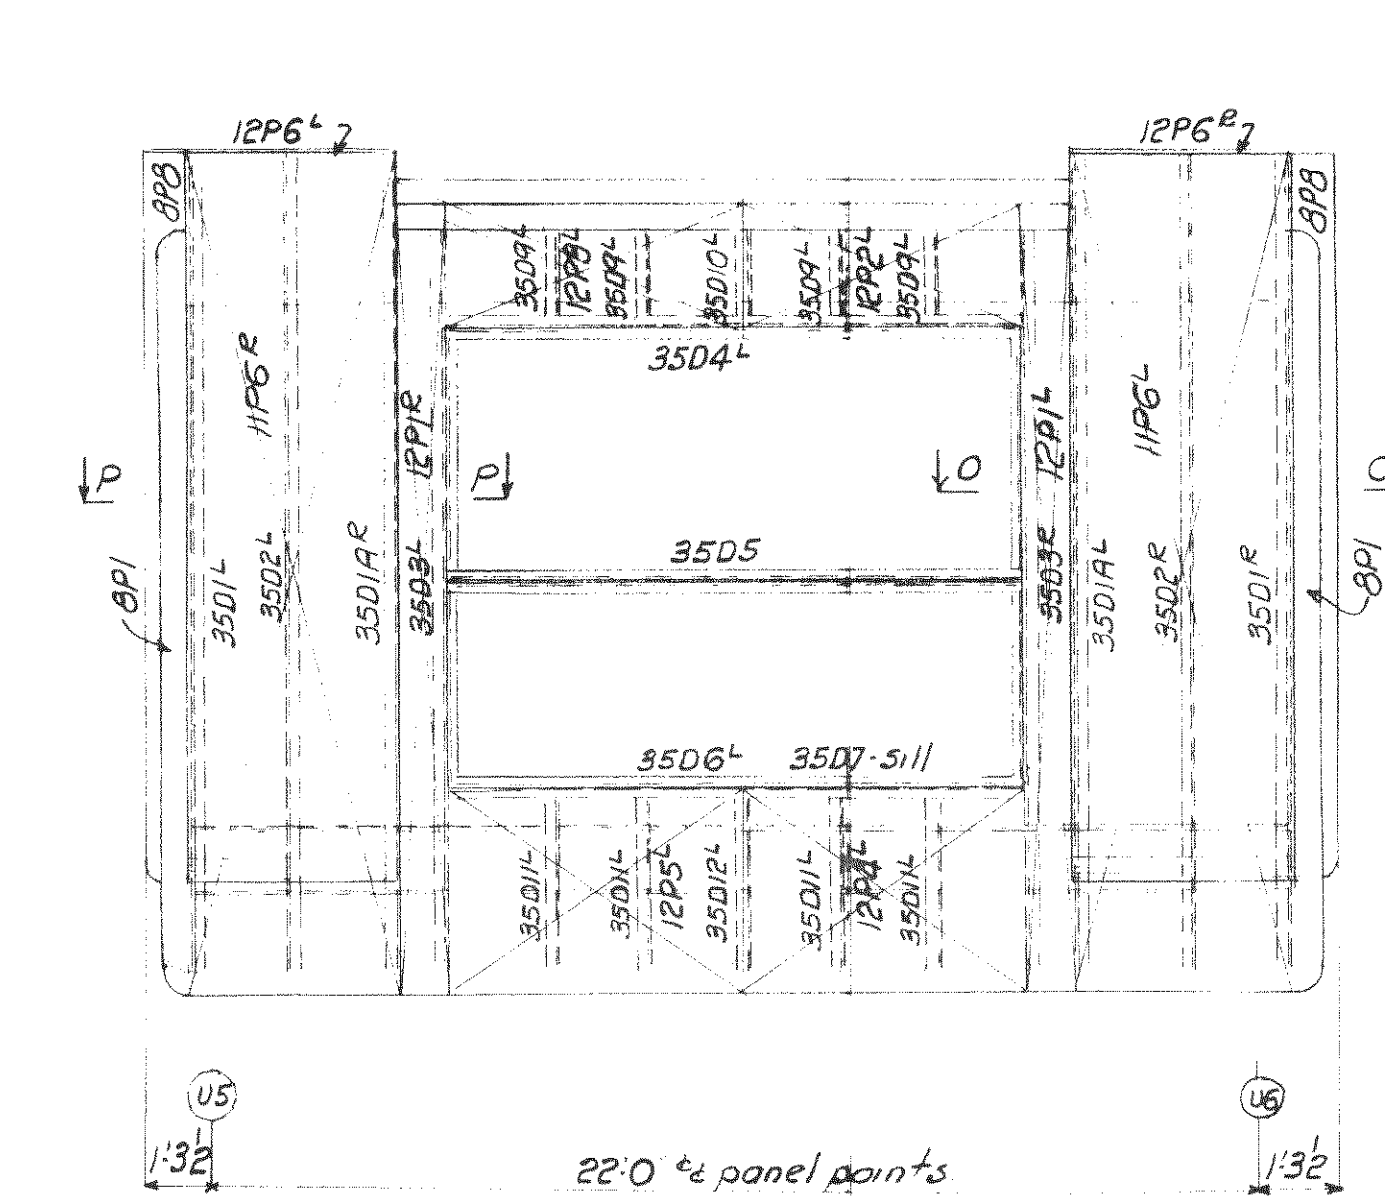 12P6ᴸ
12P6ᴿ
8P8
8P8
35D9ᴸ
12P8ᴸ
35D9ᴸ
35D10ᴸ
35D9ᴸ
12P2ᴸ
35D9ᴸ
35D4ᴸ
11P6ᴿ
12P1R
12P1ᴸ
11P6ᴸ
P
P
O
35D5
8P1
35D1ᴸ
35D2ᴸ
35D1Aᴿ
35D3ᴸ
35D3ᴿ
35D1Aᴸ
35D2ᴿ
35D1ᴿ
8P1
35D6ᴸ
35D7-Sill
35D11ᴸ
35D11ᴸ
12P5ᴸ
35D12ᴸ
35D11ᴸ
12P4ᴸ
35D11ᴸ
U5
U6
1'·3½
22'·0 panel points
1'·3½